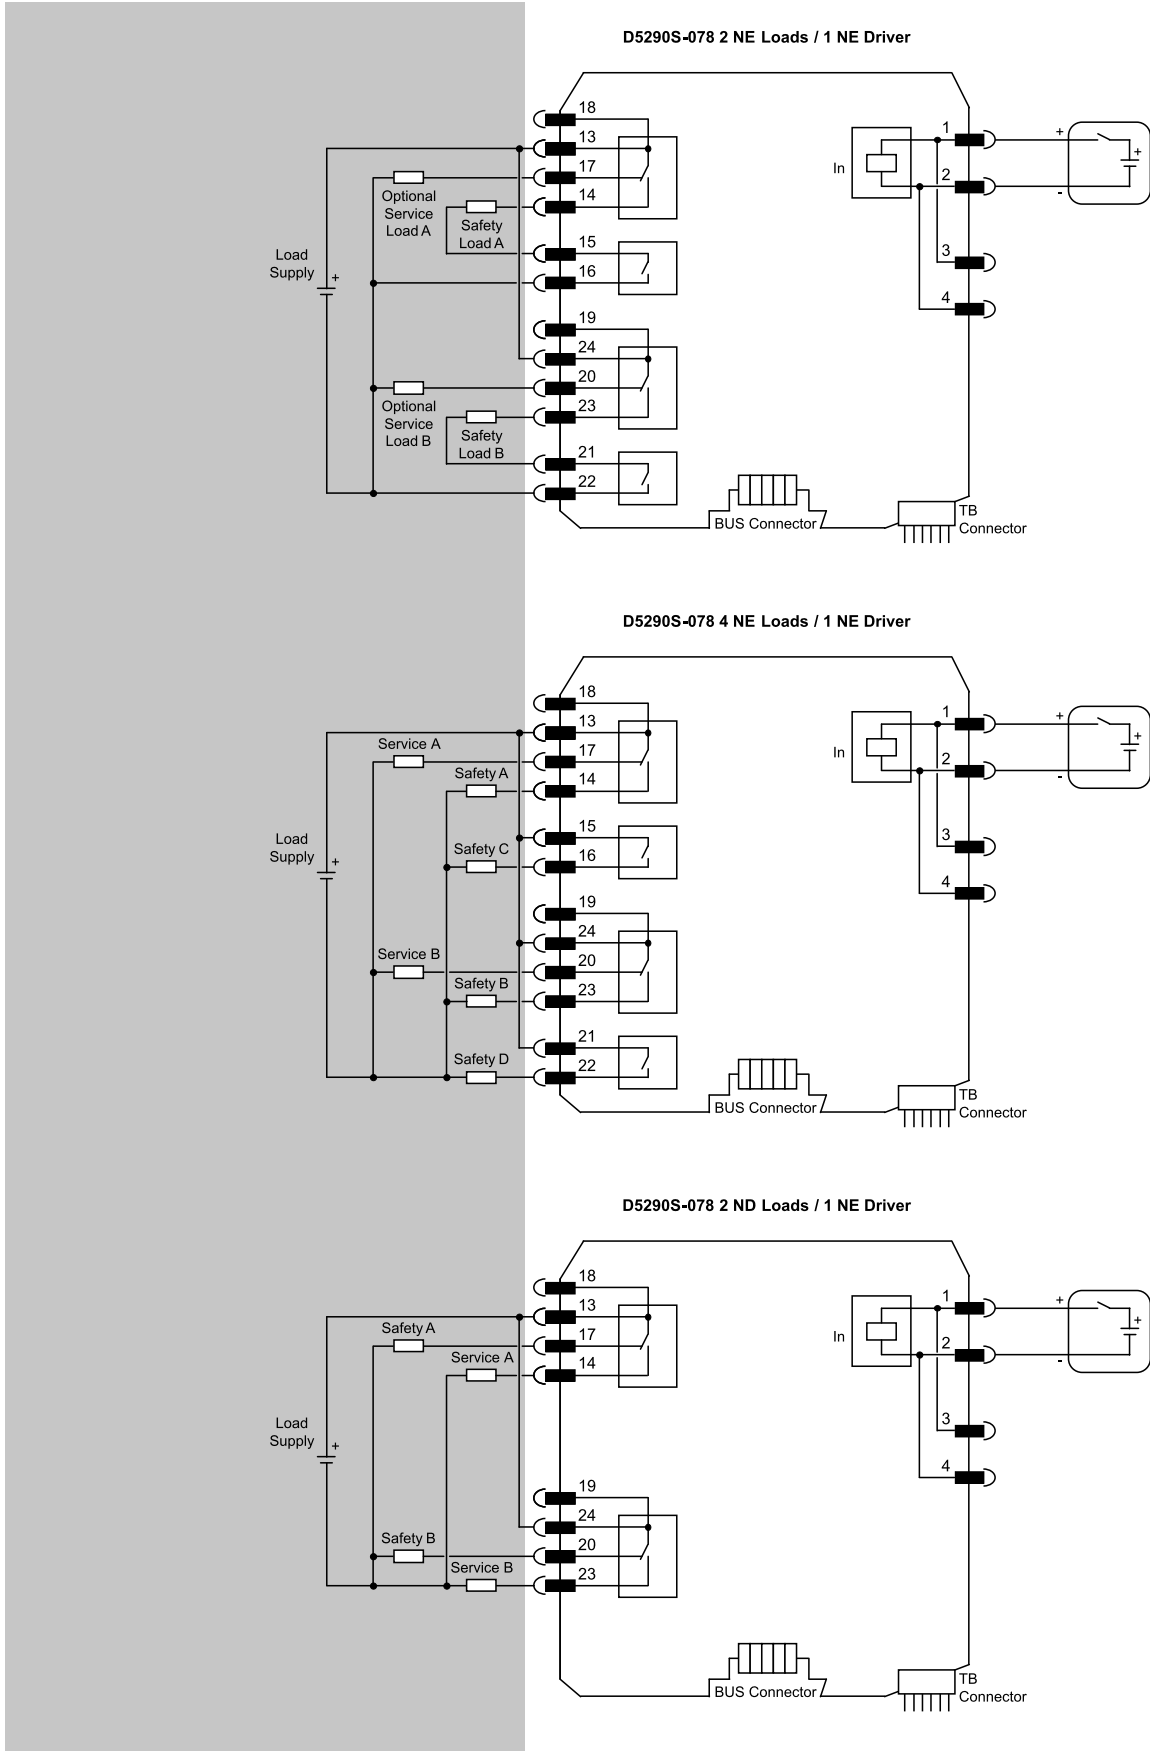 D5290S-078 2 NE Loads / 1 NE Driver
18
13
17
14
15
16
19
24
20
23
21
22
Optional
Service
Load A
Safety
Load A
Load
Supply
+
Optional
Service
Load B
Safety
Load B
In
1
2
3
4
+
-
+
BUS Connector
TB
Connector
D5290S-078 4 NE Loads / 1 NE Driver
18
13
17
14
15
16
19
24
20
23
21
22
Service A
Safety A
Safety C
Load
Supply
+
Service B
Safety B
Safety D
In
1
2
3
4
+
-
+
BUS Connector
TB
Connector
D5290S-078 2 ND Loads / 1 NE Driver
18
13
17
14
19
24
20
23
Safety A
Service A
Load
Supply
+
Safety B
Service B
In
1
2
3
4
+
-
+
BUS Connector
TB
Connector